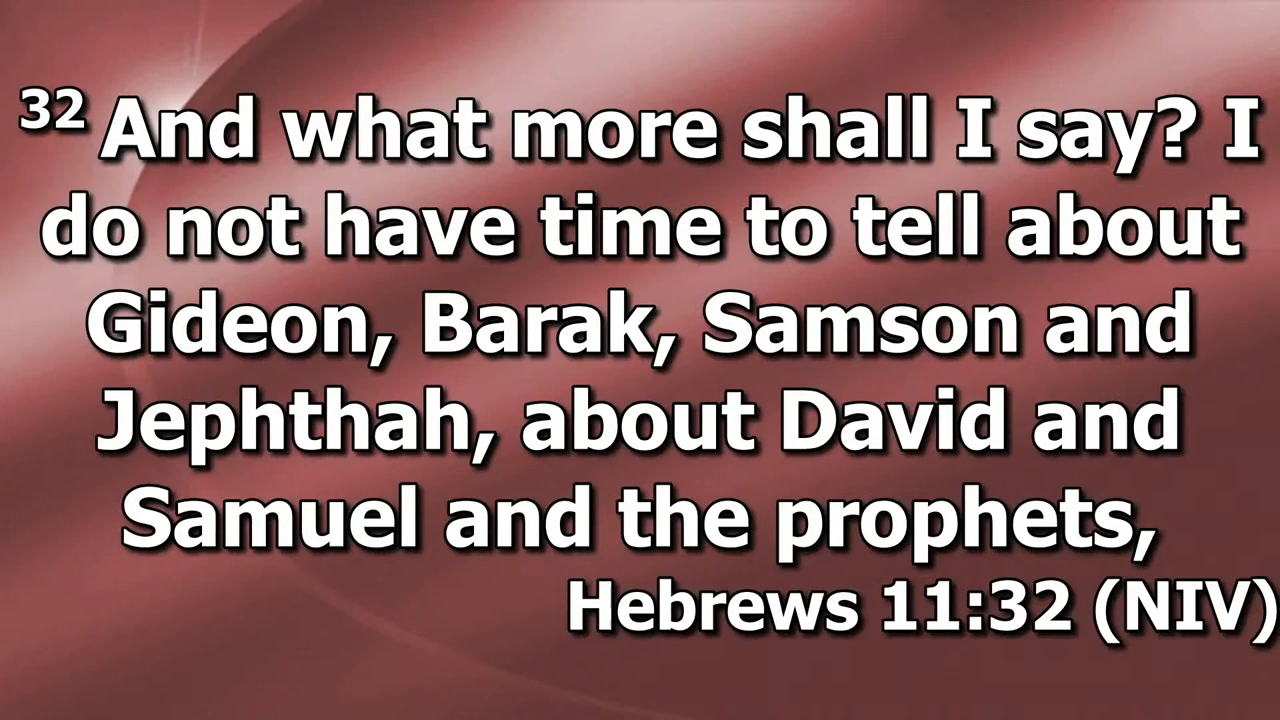 32 And what more shall I say? I
do not have time to tell about
Gideon, Barak, Samson and
Jephthah, about David and
Samuel and the prophets,
Hebrews 11:32 (NIV)